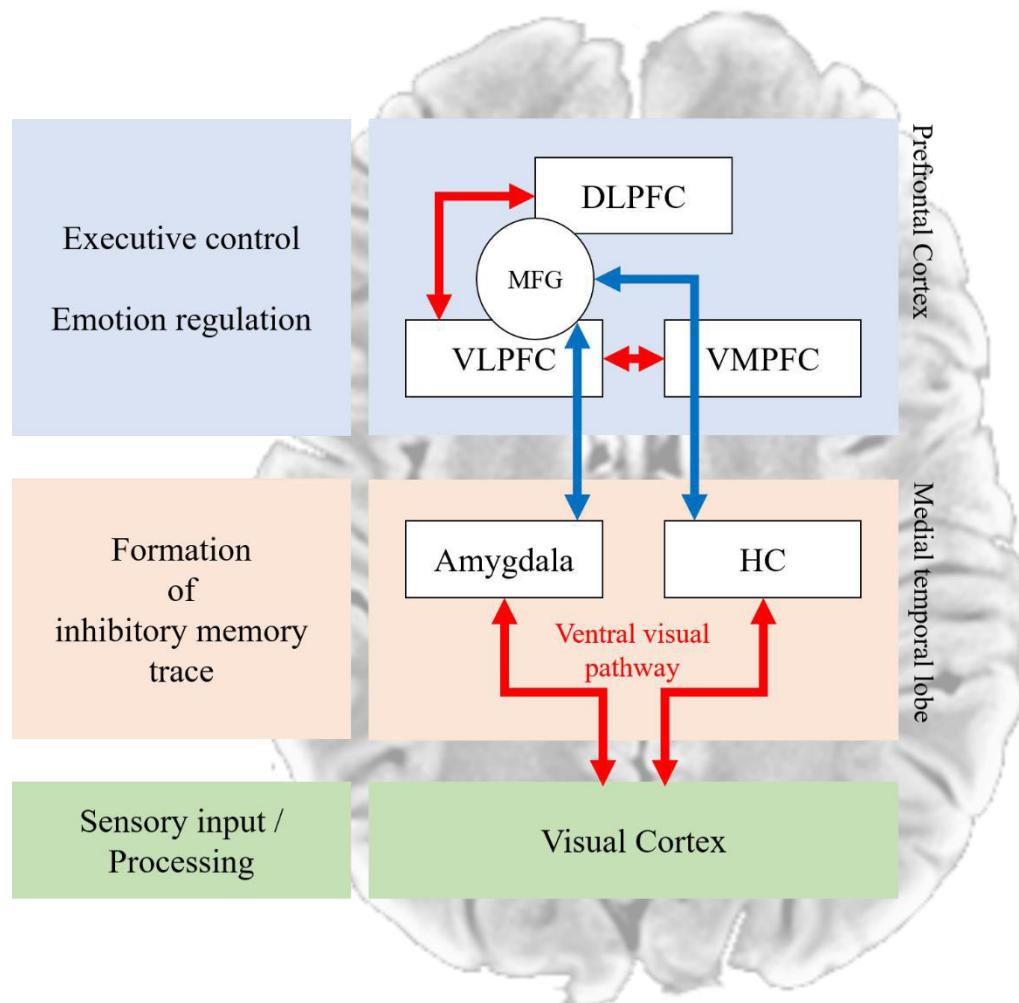 Executive control
Emotion regulation
DLPFC
MFG
VLPFC
VMPFC
Prefrontal Cortex
Formation
of
inhibitory memory
trace
Amygdala
HC
Ventral visual
pathway
Medial temporal lobe
Sensory input /
Processing
Visual Cortex